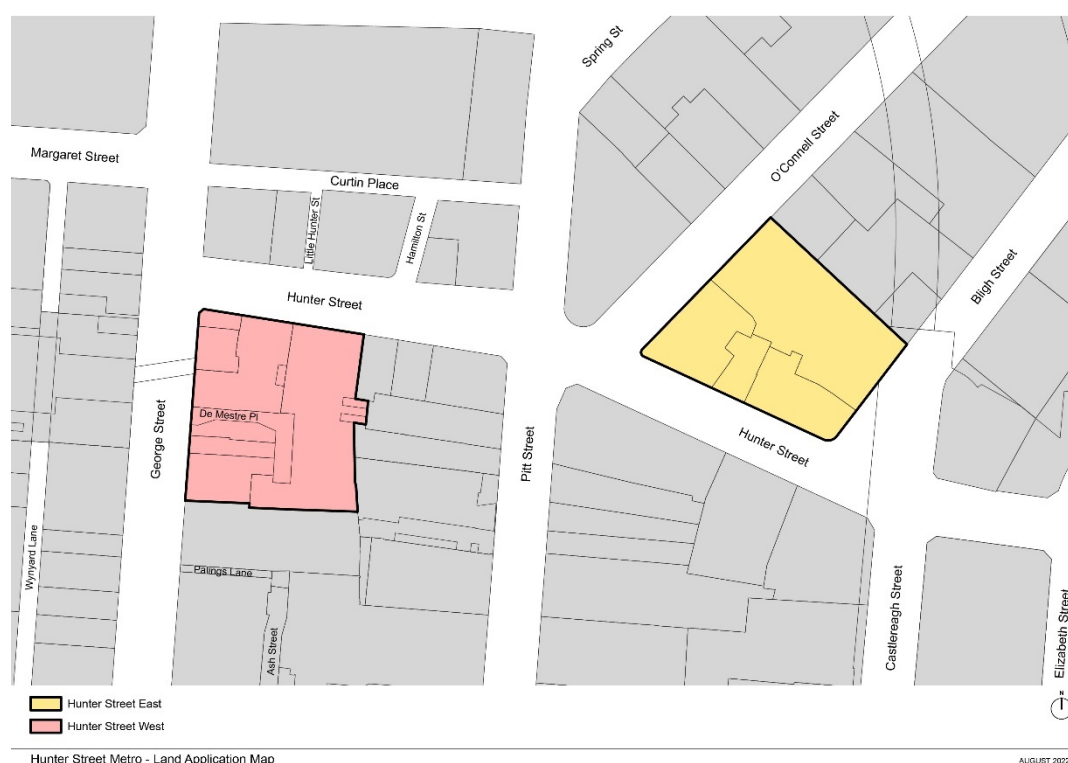 Spring St
O'Connell Street
Margaret Street
Curtin Place
Little Hunter St
Hamilton St
Bligh Street
Hunter Street
De Mestre Pl
George Street
Pitt Street
Hunter Street
Wynyard Lane
Palings Lane
Ash Street
Castlereagh Street
Elizabeth Street
Hunter Street East
Hunter Street West
N
Hunter Street Metro - Land Application Map
AUGUST 2022